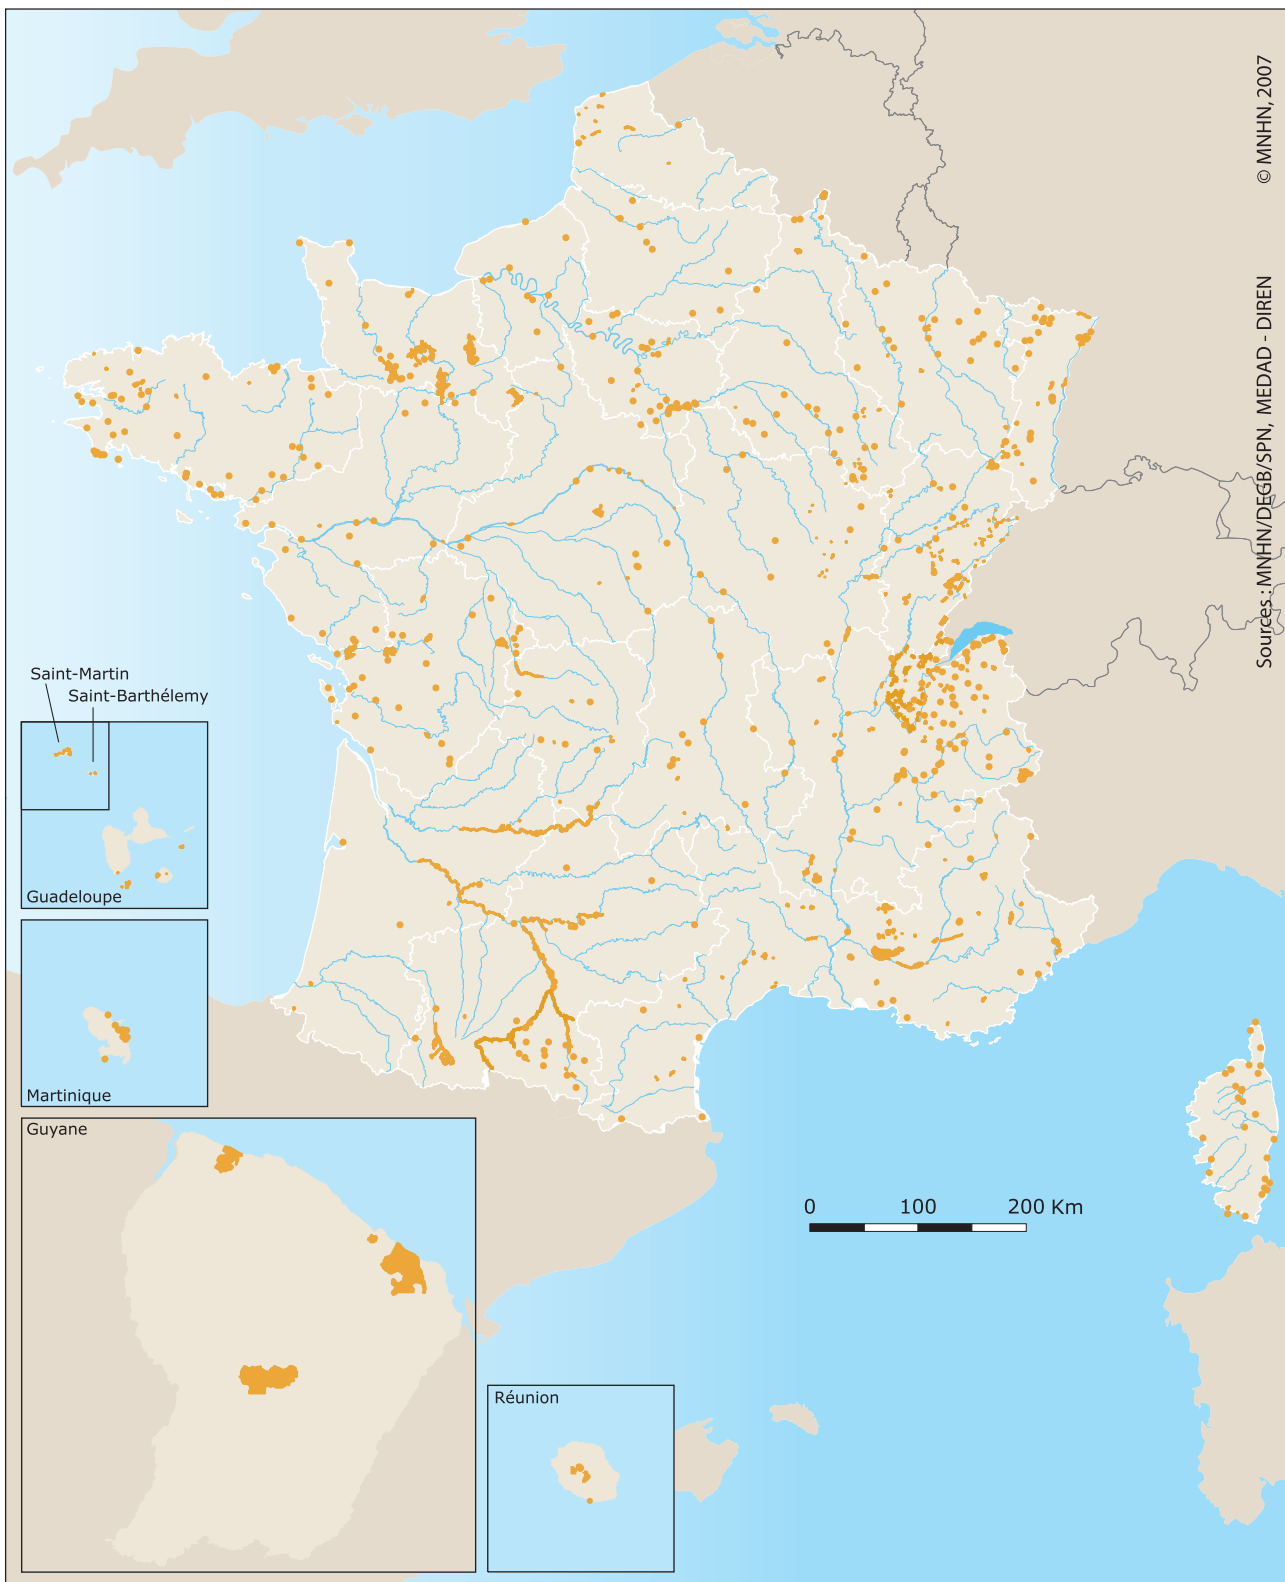 © MNHN, 2007
Sources : MNHN/DEGB/SPN, MEDAD - DIREN
Saint-Martin
Saint-Barthélemy
Guadeloupe
Martinique
Guyane
0 100 200 Km
Réunion